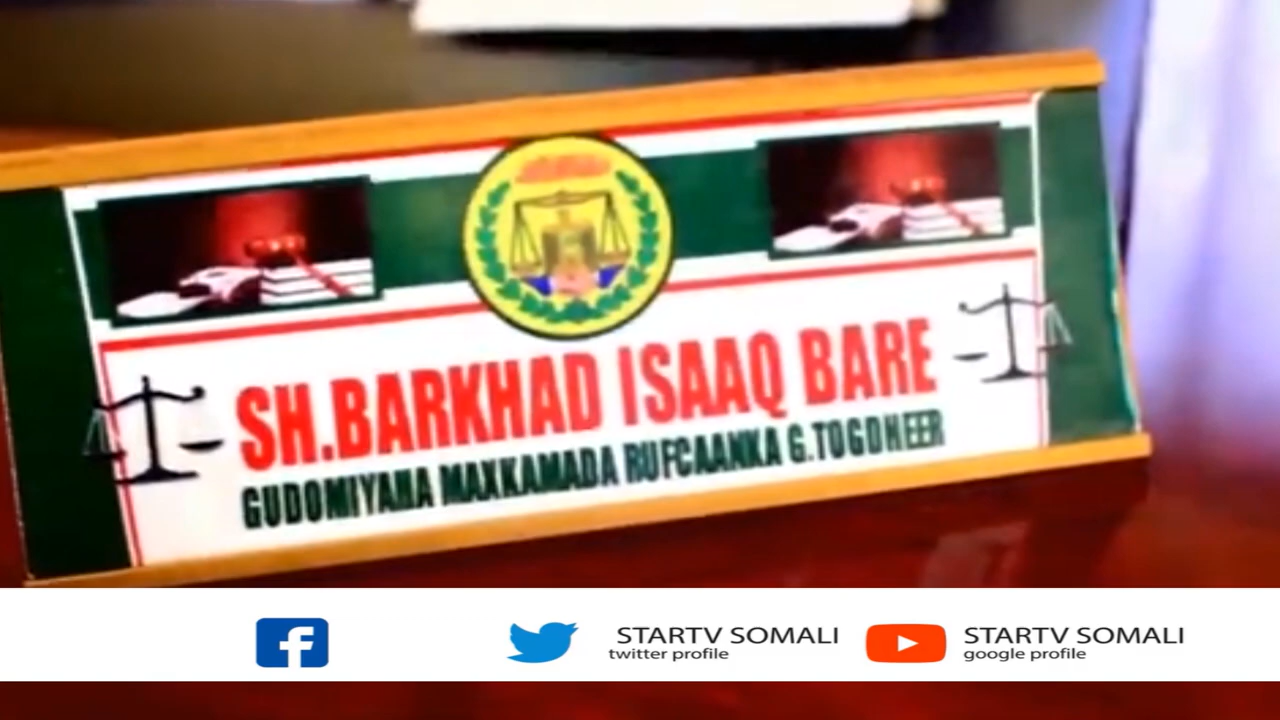 SH.BARKHAD ISAAQ BARE
GUDOMIYAHA MAXKAMADA RUFCAANKA G.TOGDHEER
STARTV SOMALI
twitter profile
STARTV SOMALI
google profile